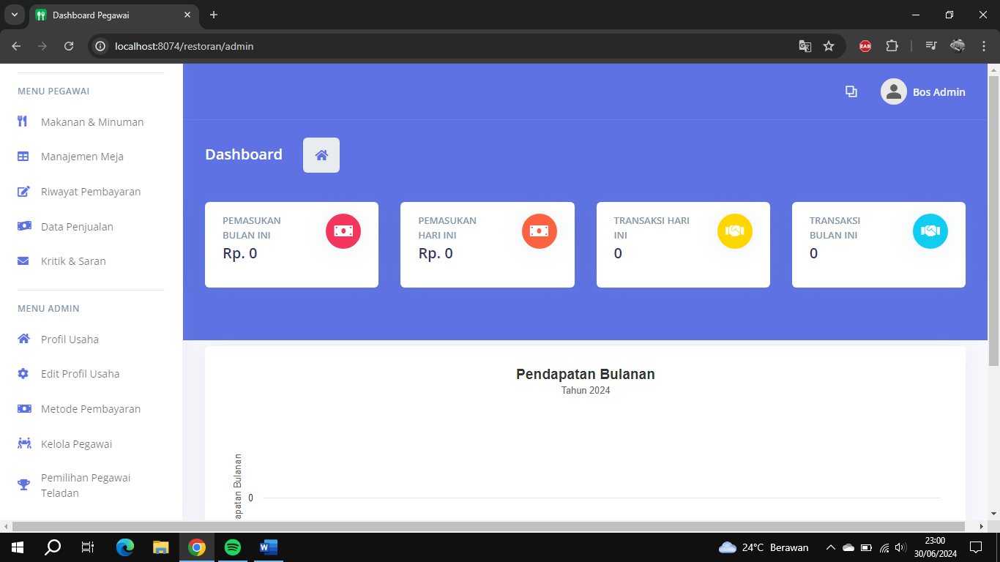 Dashboard Pegawai
localhost:8074/restoran/admin
EAB
MENU PEGAWAI
Makanan & Minuman
Manajemen Meja
Riwayat Pembayaran
Data Penjualan
Kritik & Saran
MENU ADMIN
Profil Usaha
Edit Profil Usaha
Metode Pembayaran
Kelola Pegawai
Pemilihan Pegawai
Teladan
Bos Admin
Dashboard
PEMASUKAN
BULAN INI
Rp. 0
PEMASUKAN
HARI INI
Rp. 0
TRANSAKSI HARI
INI
0
TRANSAKSI
BULAN INI
0
Pendapatan Bulanan
Tahun 2024
apatan Bulanan
0
24°C Berawan
23:00
30/06/2024